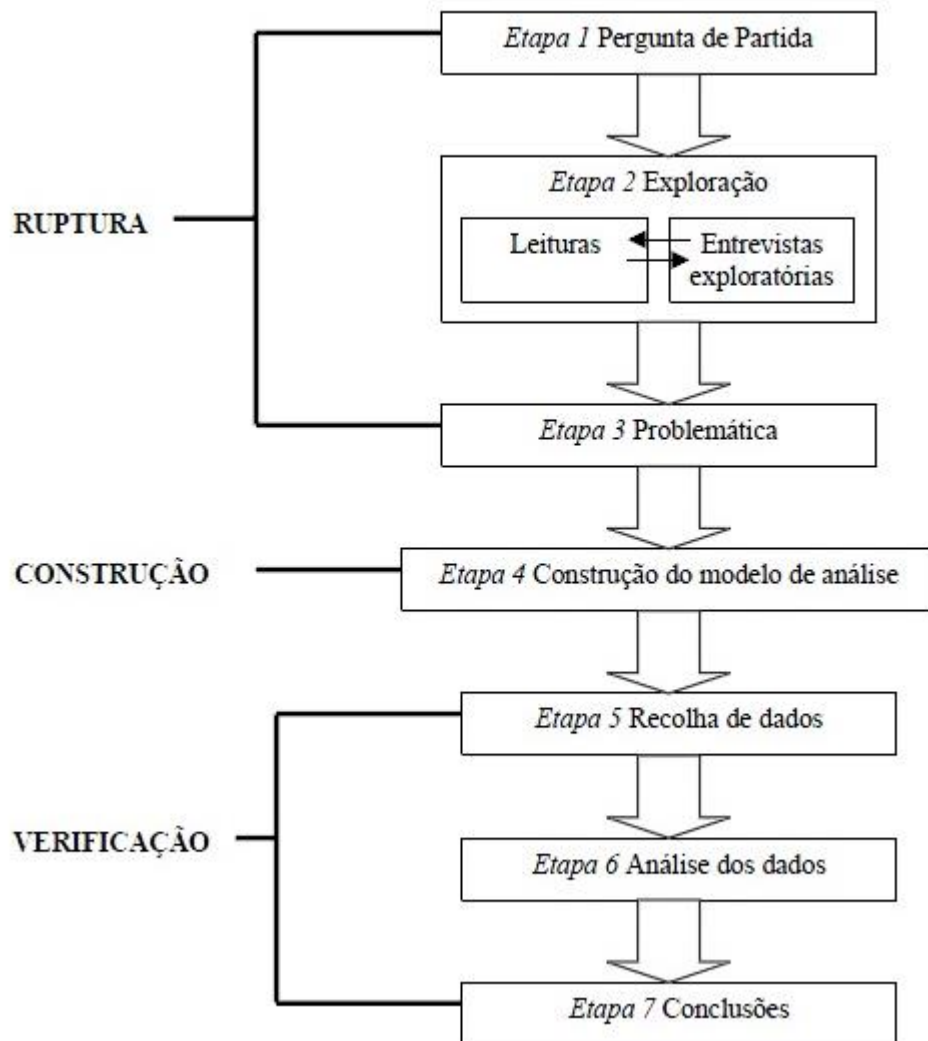 Etapa 1 Pergunta de Partida
Etapa 2 Exploração
RUPTURA
Leituras
Entrevistas
exploratórias
Etapa 3 Problemática
CONSTRUÇÃO
Etapa 4 Construção do modelo de análise
Etapa 5 Recolha de dados
VERIFICAÇÃO
Etapa 6 Análise dos dados
Etapa 7 Conclusões